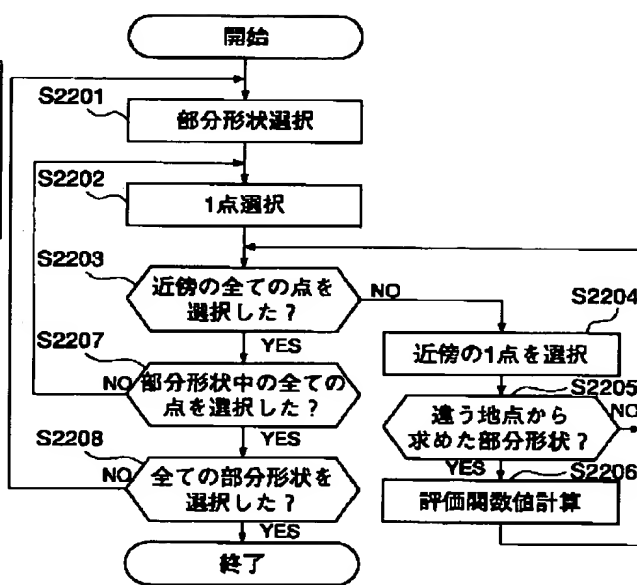 開始
S2201
部分形状選択
S2202
1点選択
S2203
近傍の全ての点を
選択した?
NO
YES
S2204
近傍の1点を選択
S2205
違う地点から
求めた部分形状?
NO
YES
S2206
評価関数値計算
S2207
部分形状中の全ての
点を選択した?
NO
YES
S2208
全ての部分形状を
選択した?
NO
YES
終了